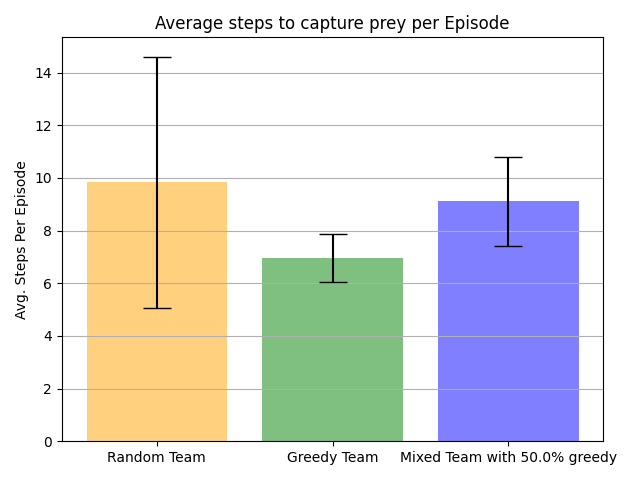 Average steps to capture prey per Episode
Avg. Steps Per Episode
14
12
10
8
6
4
2
0
Random Team
Greedy Team
Mixed Team with 50.0% greedy